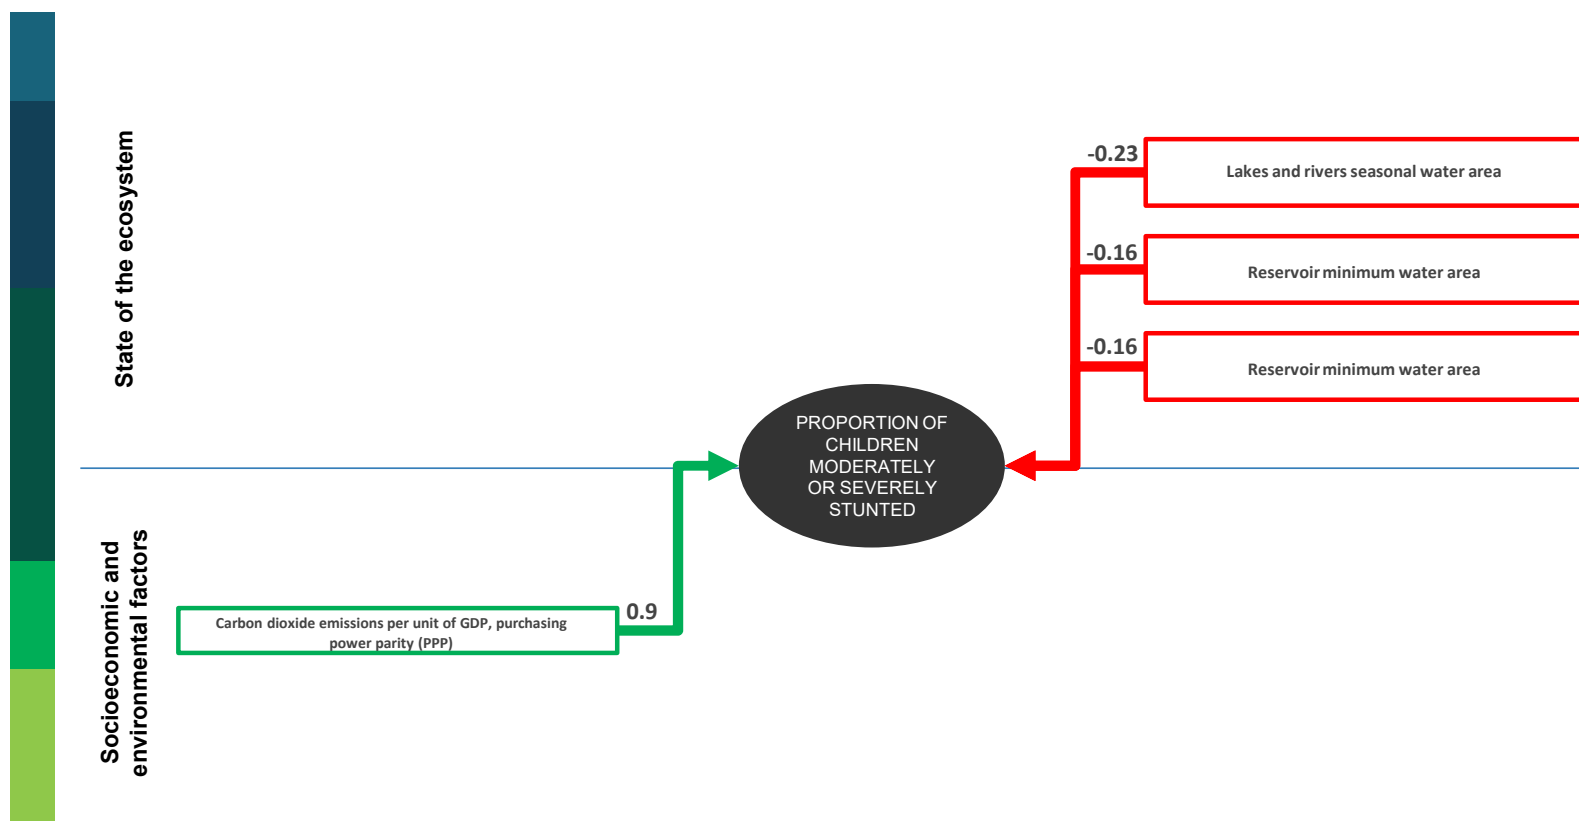 State of the ecosystem
-0.23
Lakes and rivers seasonal water area
-0.16
Reservoir minimum water area
-0.16
Reservoir minimum water area
PROPORTION OF
CHILDREN
MODERATELY
OR SEVERELY
STUNTED
Socioeconomic and
environmental factors
0.9
Carbon dioxide emissions per unit of GDP, purchasing
power parity (PPP)